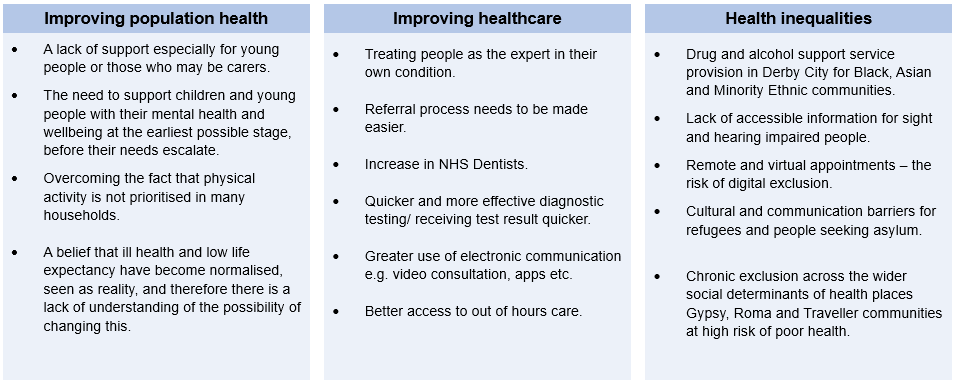 Improving population health
• A lack of support especially for young
people or those who may be carers.
• The need to support children and young
people with their mental health and
wellbeing at the earliest possible stage,
before their needs escalate.
• Overcoming the fact that physical
activity is not prioritised in many
households.
• A belief that ill health and low life
expectancy have become normalised,
seen as reality, and therefore there is a
lack of understanding of the possibility of
changing this.
Improving healthcare
• Treating people as the expert in their
own condition.
• Referral process needs to be made
easier.
• Increase in NHS Dentists.
• Quicker and more effective diagnostic
testing/ receiving test result quicker.
• Greater use of electronic communication
e.g. video consultation, apps etc.
• Better access to out of hours care.
Health inequalities
• Drug and alcohol support service
provision in Derby City for Black, Asian
and Minority Ethnic communities.
• Lack of accessible information for sight
and hearing impaired people.
• Remote and virtual appointments – the
risk of digital exclusion.
• Cultural and communication barriers for
refugees and people seeking asylum.
• Chronic exclusion across the wider
social determinants of health places
Gypsy, Roma and Traveller communities
at high risk of poor health.